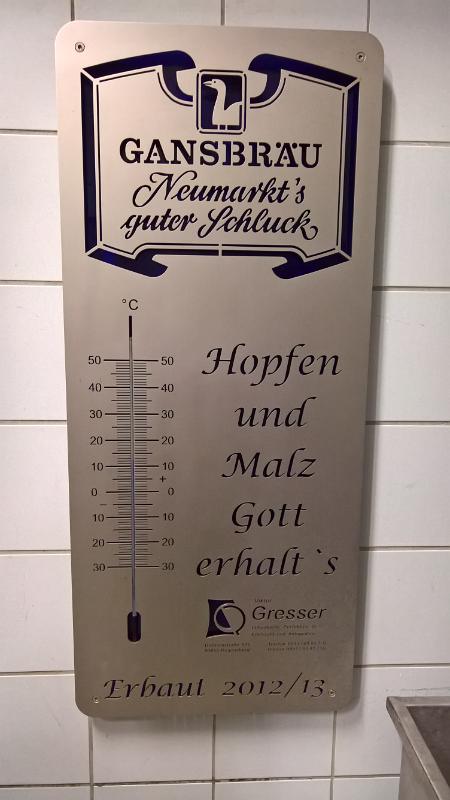 GANSBRÄU
Neumarkt's
guter Schluck
°C
50 50
40 40
30 30
20 20
10 10
+
0 0
-
10 10
20 20
30 30
Hopfen
und
Malz
Gott
erhalt`s
Gresser
Erbaut 2012/13